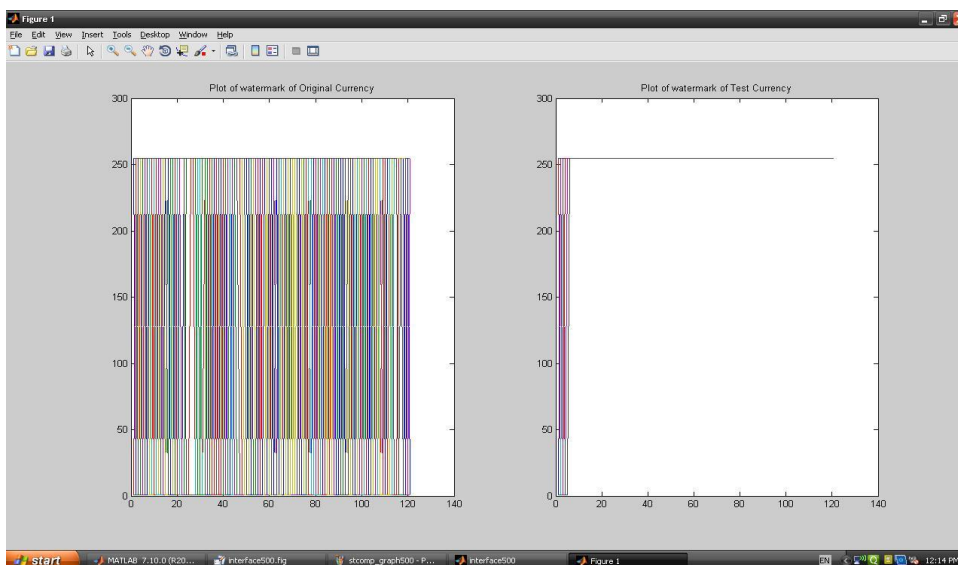 Figure 1
File Edit View Insert Tools Desktop Window Help
Plot of watermark of Original Currency
300
250
200
150
100
50
0
0 20 40 60 80 100 120 140
Plot of watermark of Test Currency
300
250
200
150
100
50
0
0 20 40 60 80 100 120 140
start MATLAB 7.10.0 (R20... interface500.fig stcomp_graph500 - P... interface500 Figure 1 EN 12:14 PM